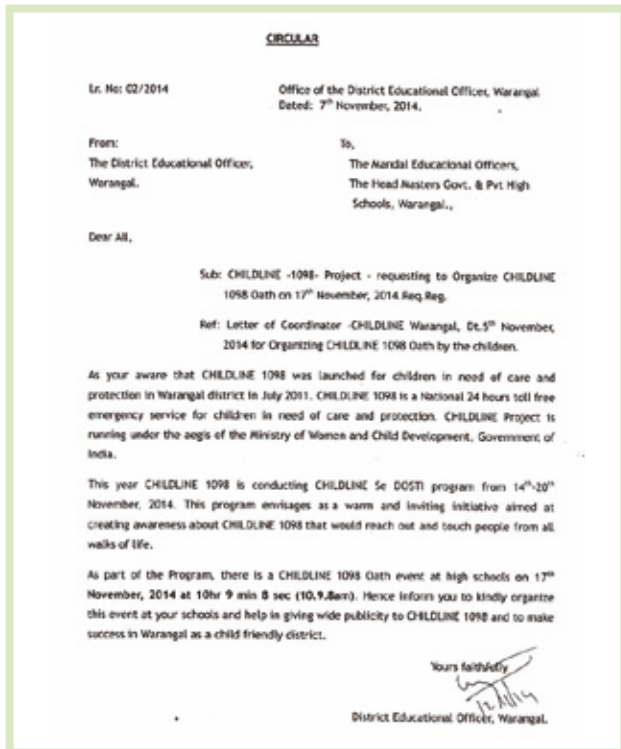 CIRCULAR
Lr. No: 02/2014
Office of the District Educational Officer, Warangal
Dated: 7th November, 2014.
From:
The District Educational Officer,
Warangal.
To,
The Mandal Educational Officers,
The Head Masters Govt. & Pvt High
Schools, Warangal.,
Dear All,
Sub: CHILDLINE -1098- Project - requesting to Organize CHILDLINE
1098 Oath on 17th November, 2014.Req.Reg.
Ref: Letter of Coordinator -CHILDLINE Warangal, Dt.5th November,
2014 for Organizing CHILDLINE 1098 Oath by the children.
As your aware that CHILDLINE 1098 was launched for children in need of care and
protection in Warangal district in July 2011. CHILDLINE 1098 is a National 24 hours toll free
emergency service for children in need of care and protection. CHILDLINE Project is
running under the aegis of the Ministry of Women and Child Development, Government of
India.
This year CHILDLINE 1098 is conducting CHILDLINE Se DOSTI program from 14th-20th
November, 2014. This program envisages as a warm and inviting initiative aimed at
creating awareness about CHILDLINE 1098 that would reach out and touch people from all
walks of life.
As part of the Program, there is a CHILDLINE 1098 Oath event at high schools on 17th
November, 2014 at 10hr 9 min 8 sec (10.9.8am). Hence inform you to kindly organize
this event at your schools and help in giving wide publicity to CHILDLINE 1098 and to make
success in Warangal as a child friendly district.
Yours faithfully
District Educational Officer, Warangal.